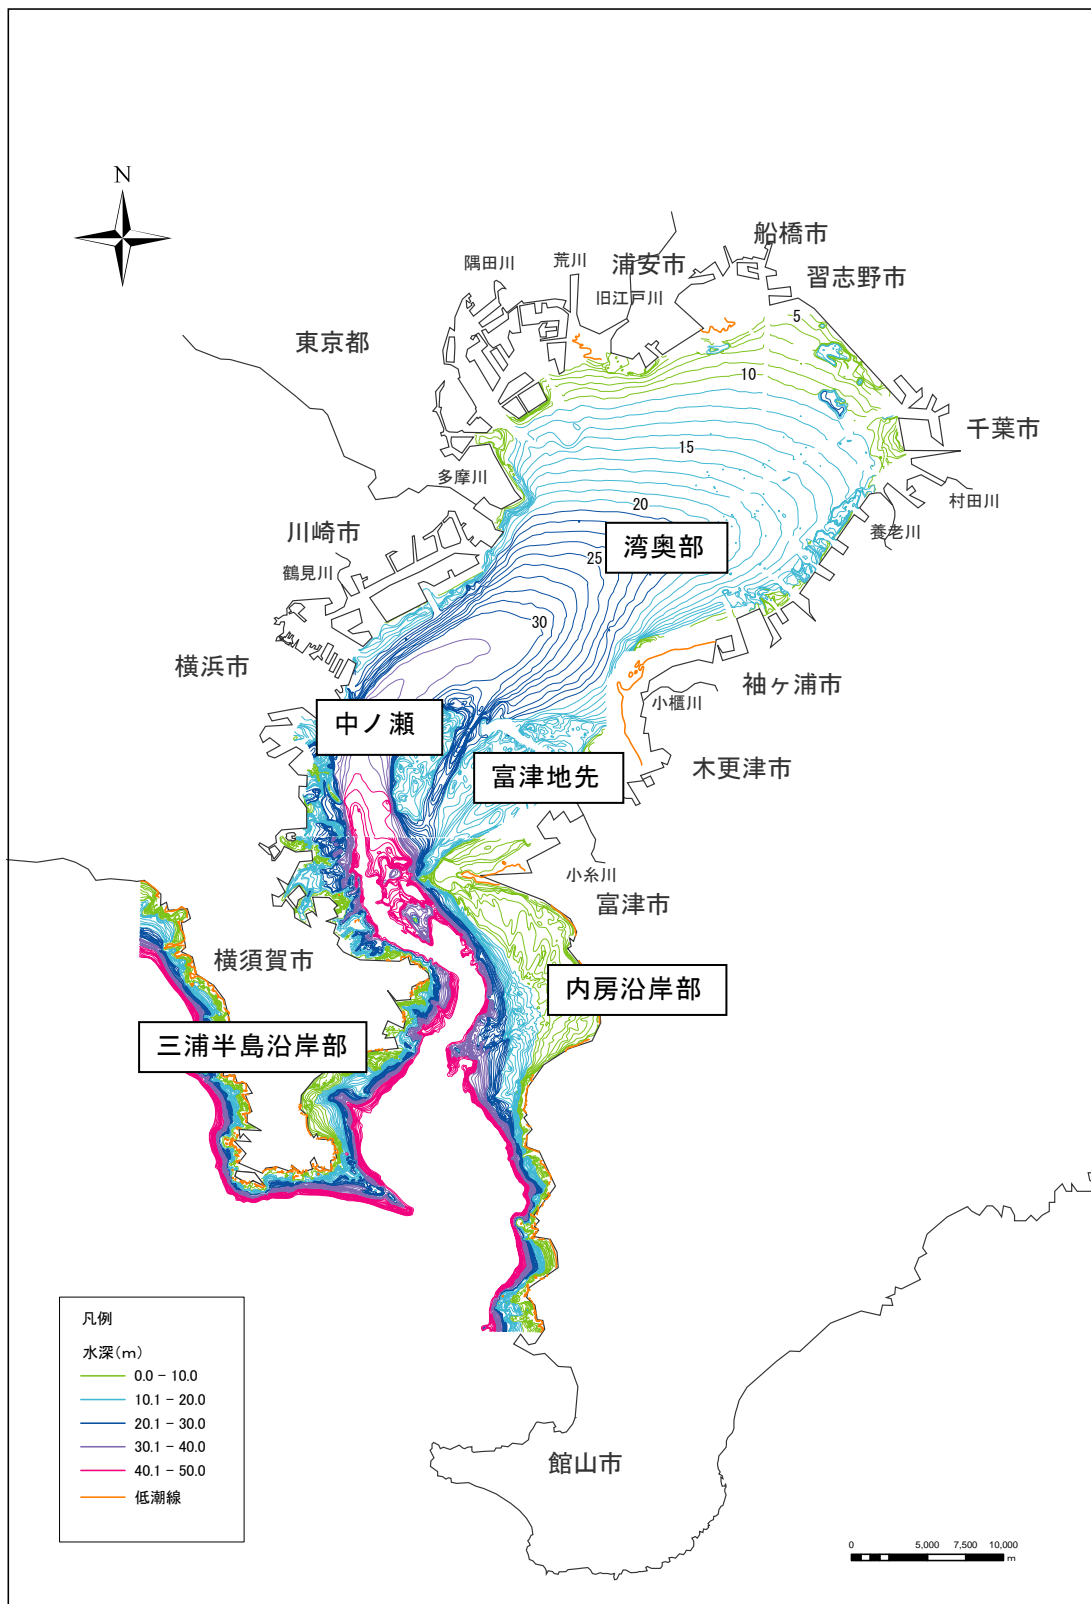 N
船橋市
隅田川
荒川
浦安市
習志野市
旧江戸川
5
東京都
10
千葉市
15
多摩川
村田川
20
川崎市
養老川
湾奥部
25
鶴見川
30
横浜市
袖ヶ浦市
小櫃川
中ノ瀬
木更津市
富津地先
小糸川
富津市
横須賀市
内房沿岸部
三浦半島沿岸部
凡例
水深(m)
0.0 - 10.0
10.1 - 20.0
20.1 - 30.0
30.1 - 40.0
40.1 - 50.0
低潮線
館山市
0 5,000 7,500 10,000
m